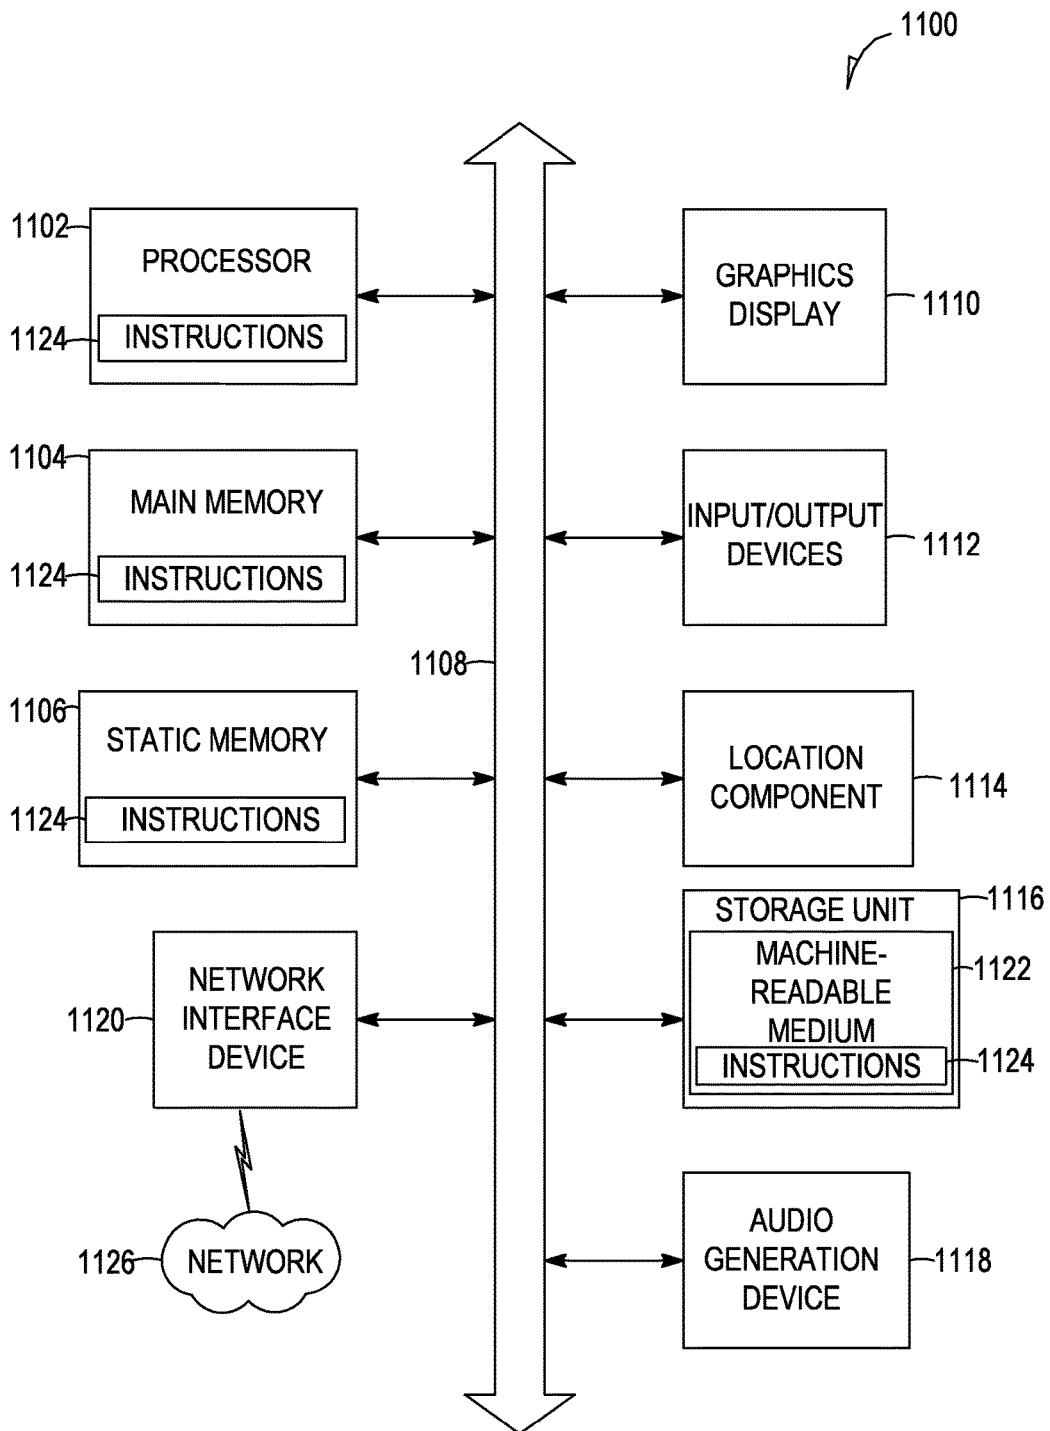 1100
1102
PROCESSOR
1124
INSTRUCTIONS
GRAPHICS
DISPLAY
1110
1104
MAIN MEMORY
1124
INSTRUCTIONS
INPUT/OUTPUT
DEVICES
1112
1108
1106
STATIC MEMORY
1124
INSTRUCTIONS
LOCATION
COMPONENT
1114
1120
NETWORK
INTERFACE
DEVICE
STORAGE UNIT
1116
MACHINE-
READABLE
MEDIUM
1122
INSTRUCTIONS
1124
1126
NETWORK
AUDIO
GENERATION
DEVICE
1118